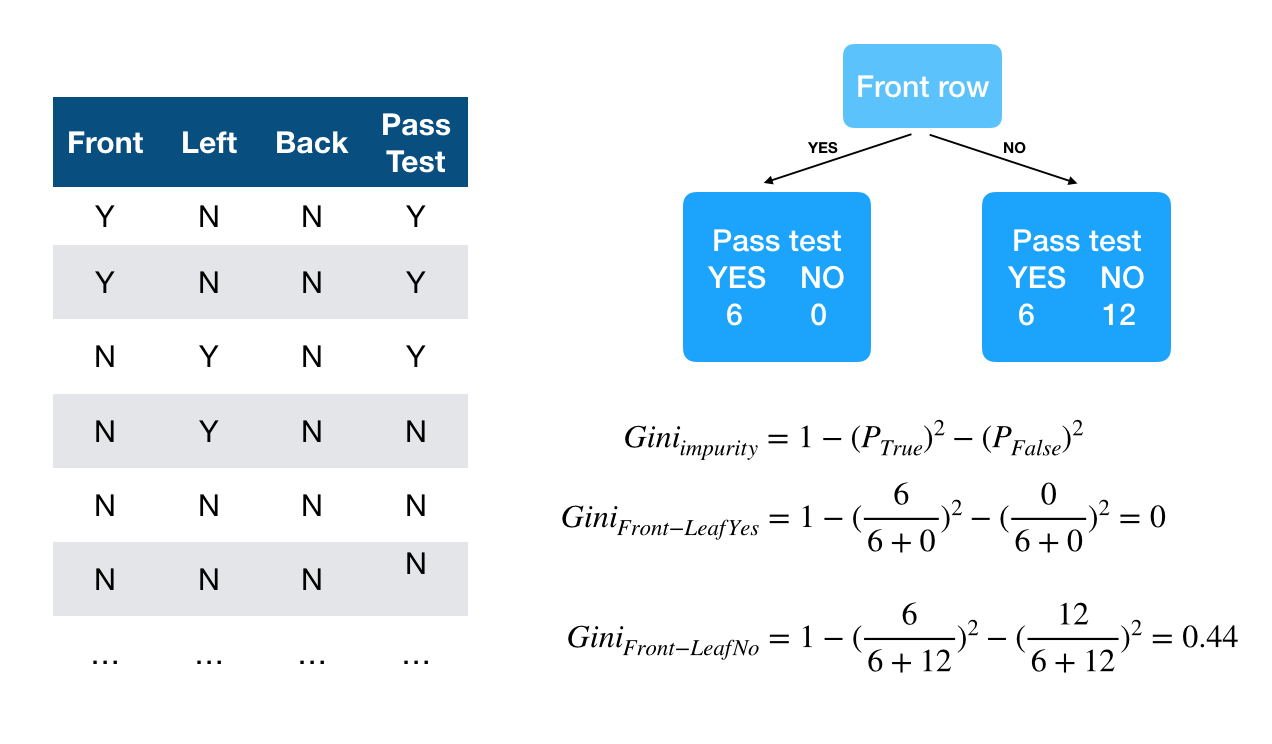 Front Left Back Pass Test
Y N N Y
Y N N Y
N Y N Y
N Y N N
N N N N
N N N N
... ... ... ...
Front row
YES NO
Pass test
YES NO
6 0
Pass test
YES NO
6 12
Gini_{impurity} = 1 − (P_{True})^2 − (P_{False})^2
Gini_{Front−LeafYes} = 1 − (\frac{6}{6 + 0})^2 − (\frac{0}{6 + 0})^2 = 0
Gini_{Front−LeafNo} = 1 − (\frac{6}{6 + 12})^2 − (\frac{12}{6 + 12})^2 = 0.44